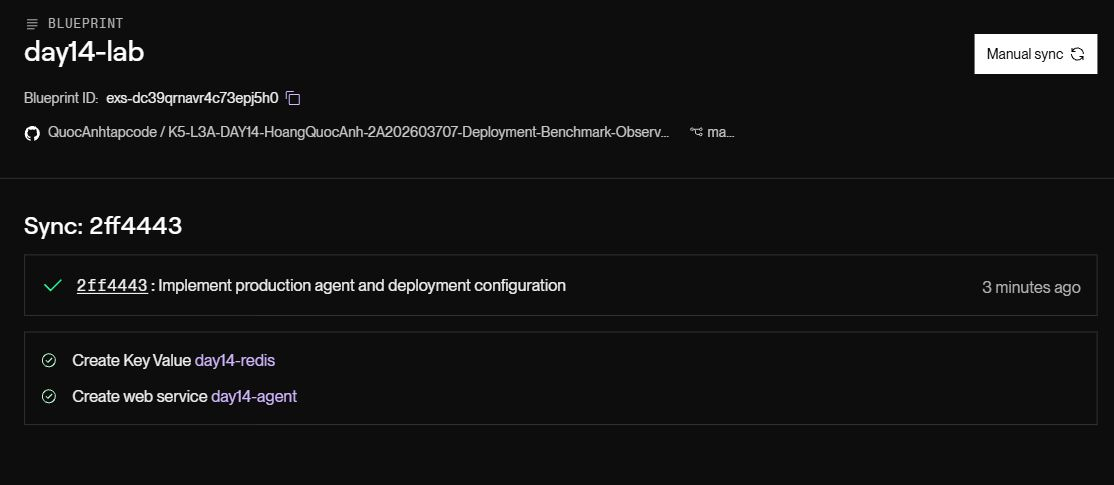 BLUEPRINT
day14-lab
Manual sync
Blueprint ID: exs-dc39qrnavr4c73epj5h0
QuocAnhtapcode / K5-L3A-DAY14-HoangQuocAnh-2A202603707-Deployment-Benchmark-Observ... ma...
Sync: 2ff4443
2ff4443 : Implement production agent and deployment configuration
3 minutes ago
Create Key Value day14-redis
Create web service day14-agent